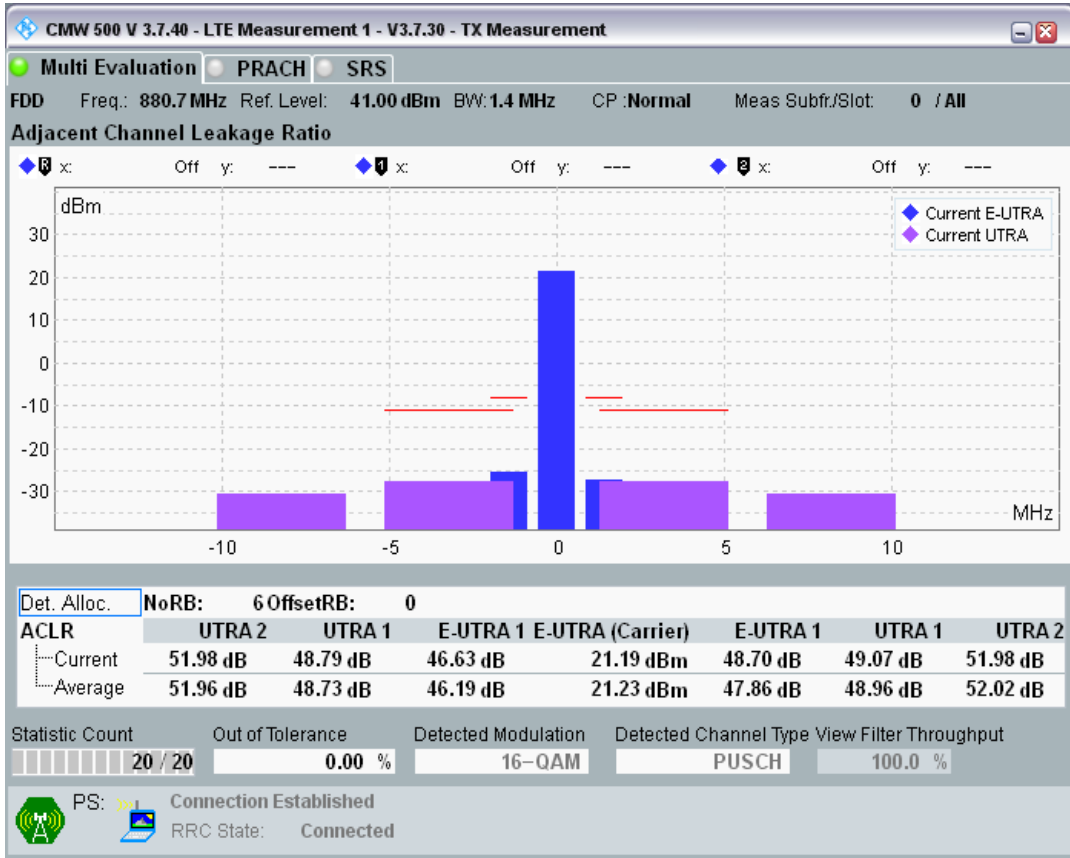 CMW 500 V 3.7.40 - LTE Measurement 1 - V3.7.30 - TX Measurement
Multi Evaluation PRACH SRS
FDD Freq.: 880.7 MHz Ref. Level: 41.00 dBm BW: 1.4 MHz CP :Normal Meas Subfr./Slot: 0 / All
Adjacent Channel Leakage Ratio
R x: Off y: --- 1 x: Off y: --- 2 x: Off y: ---
dBm
Current E-UTRA
Current UTRA
30
20
10
0
-10
-20
-30
MHz
-10 -5 0 5 10
Det. Alloc. NoRB: 6 OffsetRB: 0
ACLR UTRA 2 UTRA 1 E-UTRA 1 E-UTRA (Carrier) E-UTRA 1 UTRA 1 UTRA 2
Current 51.98 dB 48.79 dB 46.63 dB 21.19 dBm 48.70 dB 49.07 dB 51.98 dB
Average 51.96 dB 48.73 dB 46.19 dB 21.23 dBm 47.86 dB 48.96 dB 52.02 dB
Statistic Count Out of Tolerance Detected Modulation Detected Channel Type View Filter Throughput
20 / 20 0.00 % 16-QAM PUSCH 100.0 %
PS: Connection Established
RRC State: Connected